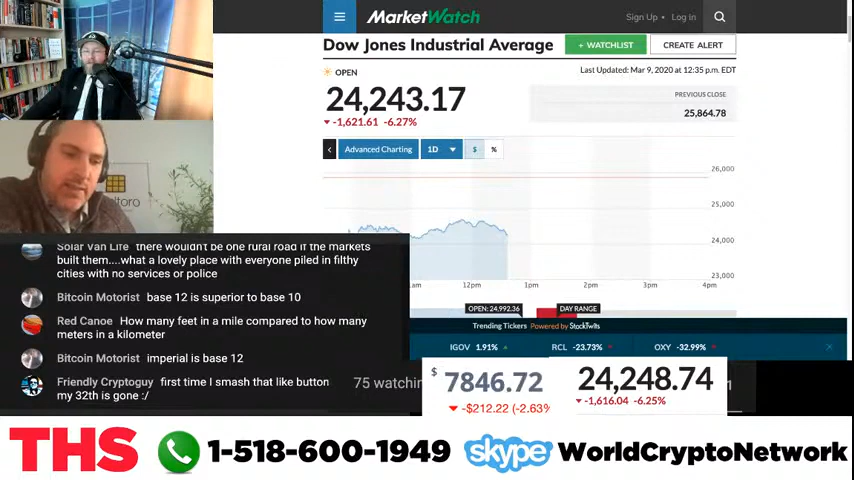 MarketWatch
Sign Up · Log in
Dow Jones Industrial Average
+ WATCHLIST
CREATE ALERT
OPEN
Last Updated: Mar 9, 2020 at 12:35 p.m. EDT
24,243.17
-1,621.61 -6.27%
PREVIOUS CLOSE
25,864.78
Advanced Charting
1D
$
%
26,000
25,000
24,000
23,000
am
12pm
1pm
2pm
3pm
4pm
OPEN: 24,992.36
DAY RANGE
Trending Tickers Powered by StockTwits
IGOV 1.91%
RCL -23.73%
OXY -32.99%
Solar Van Life there wouldn't be one rural road if the markets
built them....what a lovely place with everyone piled in filthy
cities with no services or police
Bitcoin Motorist base 12 is superior to base 10
Red Canoe How many feet in a mile compared to how many
meters in a kilometer
Bitcoin Motorist imperial is base 12
Friendly Cryptoguy first time I smash that like button
my 32th is gone :/
75 watchin
$ 7846.72
-$212.22 (-2.63%
24,248.74
-1,616.04 -6.25%
1
THS
1-518-600-1949
skype
WorldCryptoNetwork